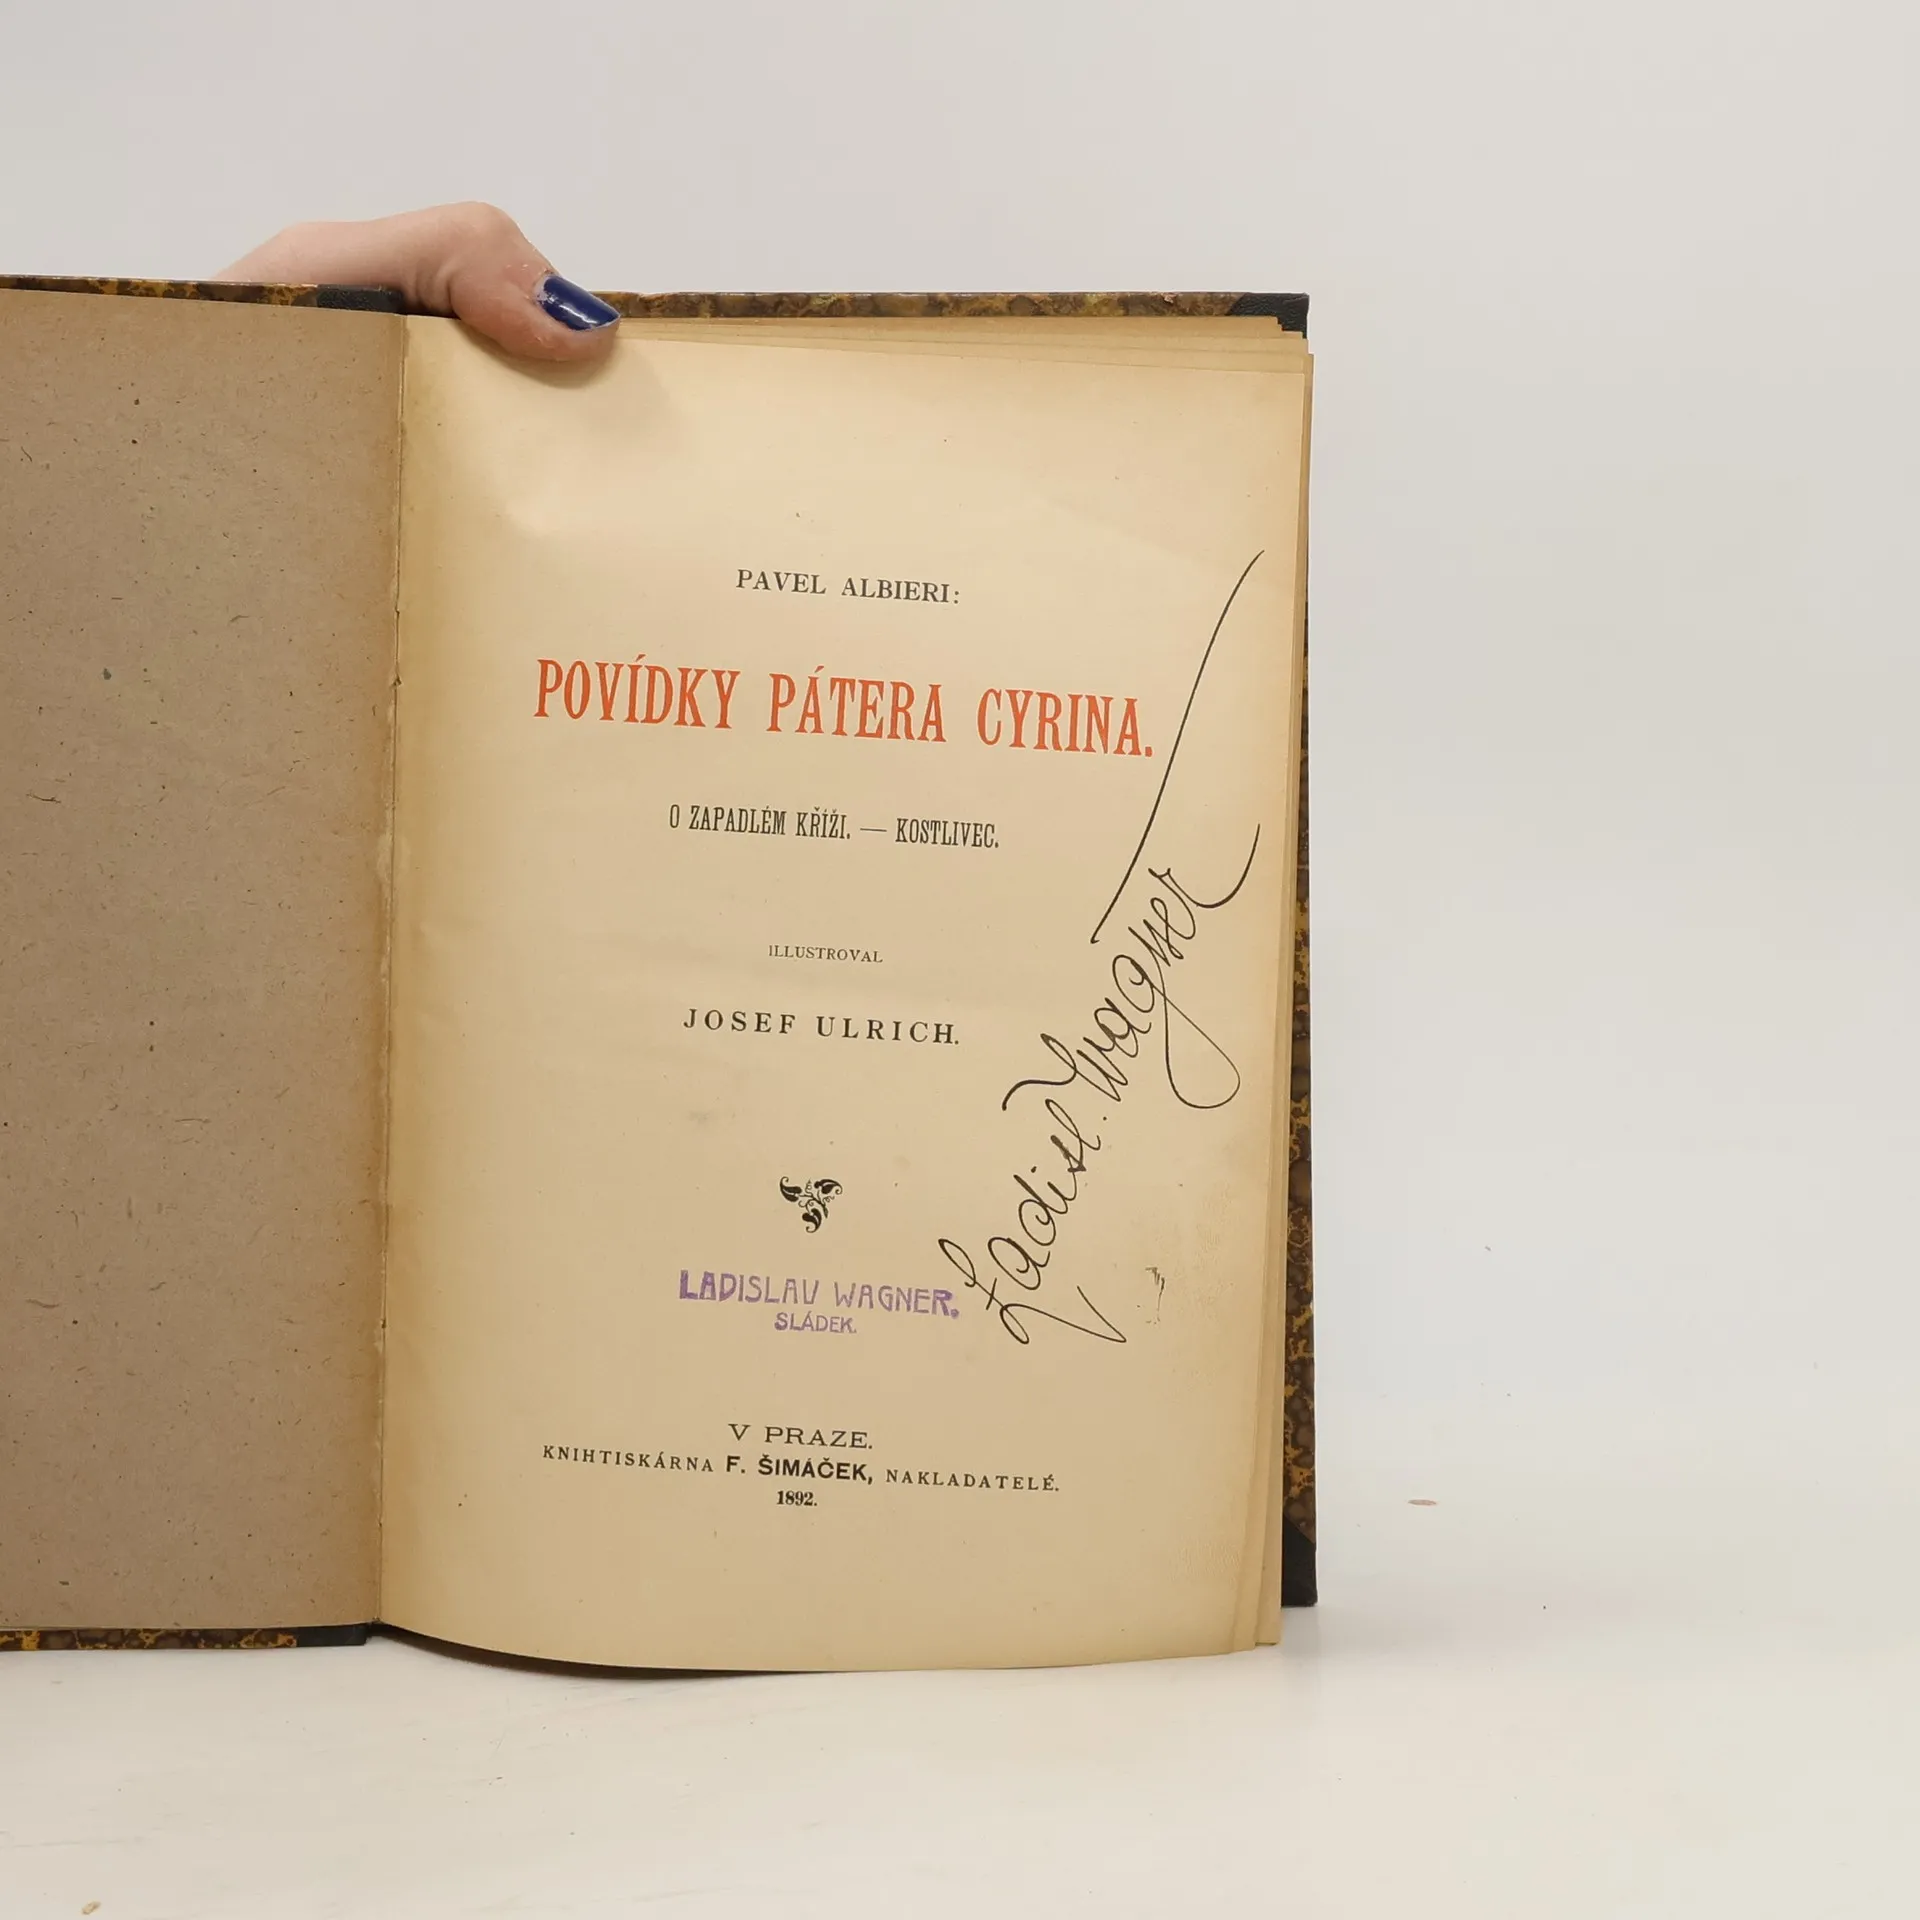 PAVEL ALBIERI:
POVÍDKY PÁTERA CYRINA.
O ZAPADLÉM KŘÍŽI. — KOSTLIVEC.
ILLUSTROVAL
JOSEF ULRICH.
Ladisl. Wagner
LADISLAV WAGNER.
SLÁDEK.
V PRAZE.
KNIHTISKÁRNA F. ŠIMÁČEK, NAKLADATELÉ.
1892.